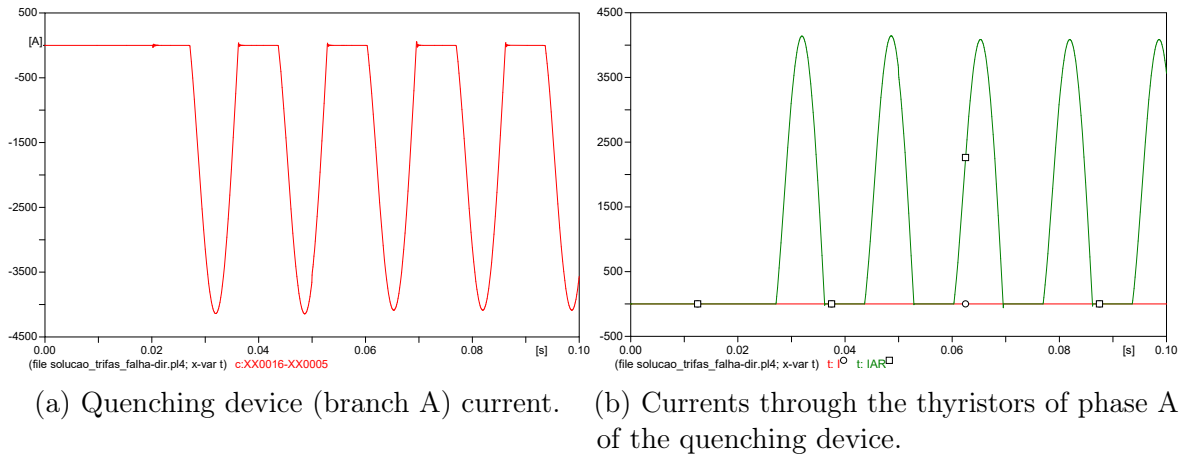 500
[A]
-500
-1500
-2500
-3500
-4500
0.00 0.02 0.04 0.06 0.08 [s] 0.10
(file solucao_trifas_falha-dir.pl4; x-var t) c:XX0016-XX0005
(a) Quenching device (branch A) current.
4500
3500
2500
1500
500
-500
0.00 0.02 0.04 0.06 0.08 [s] 0.10
(file solucao_trifas_falha-dir.pl4; x-var t) t: I t: IAR
(b) Currents through the thyristors of phase A
of the quenching device.